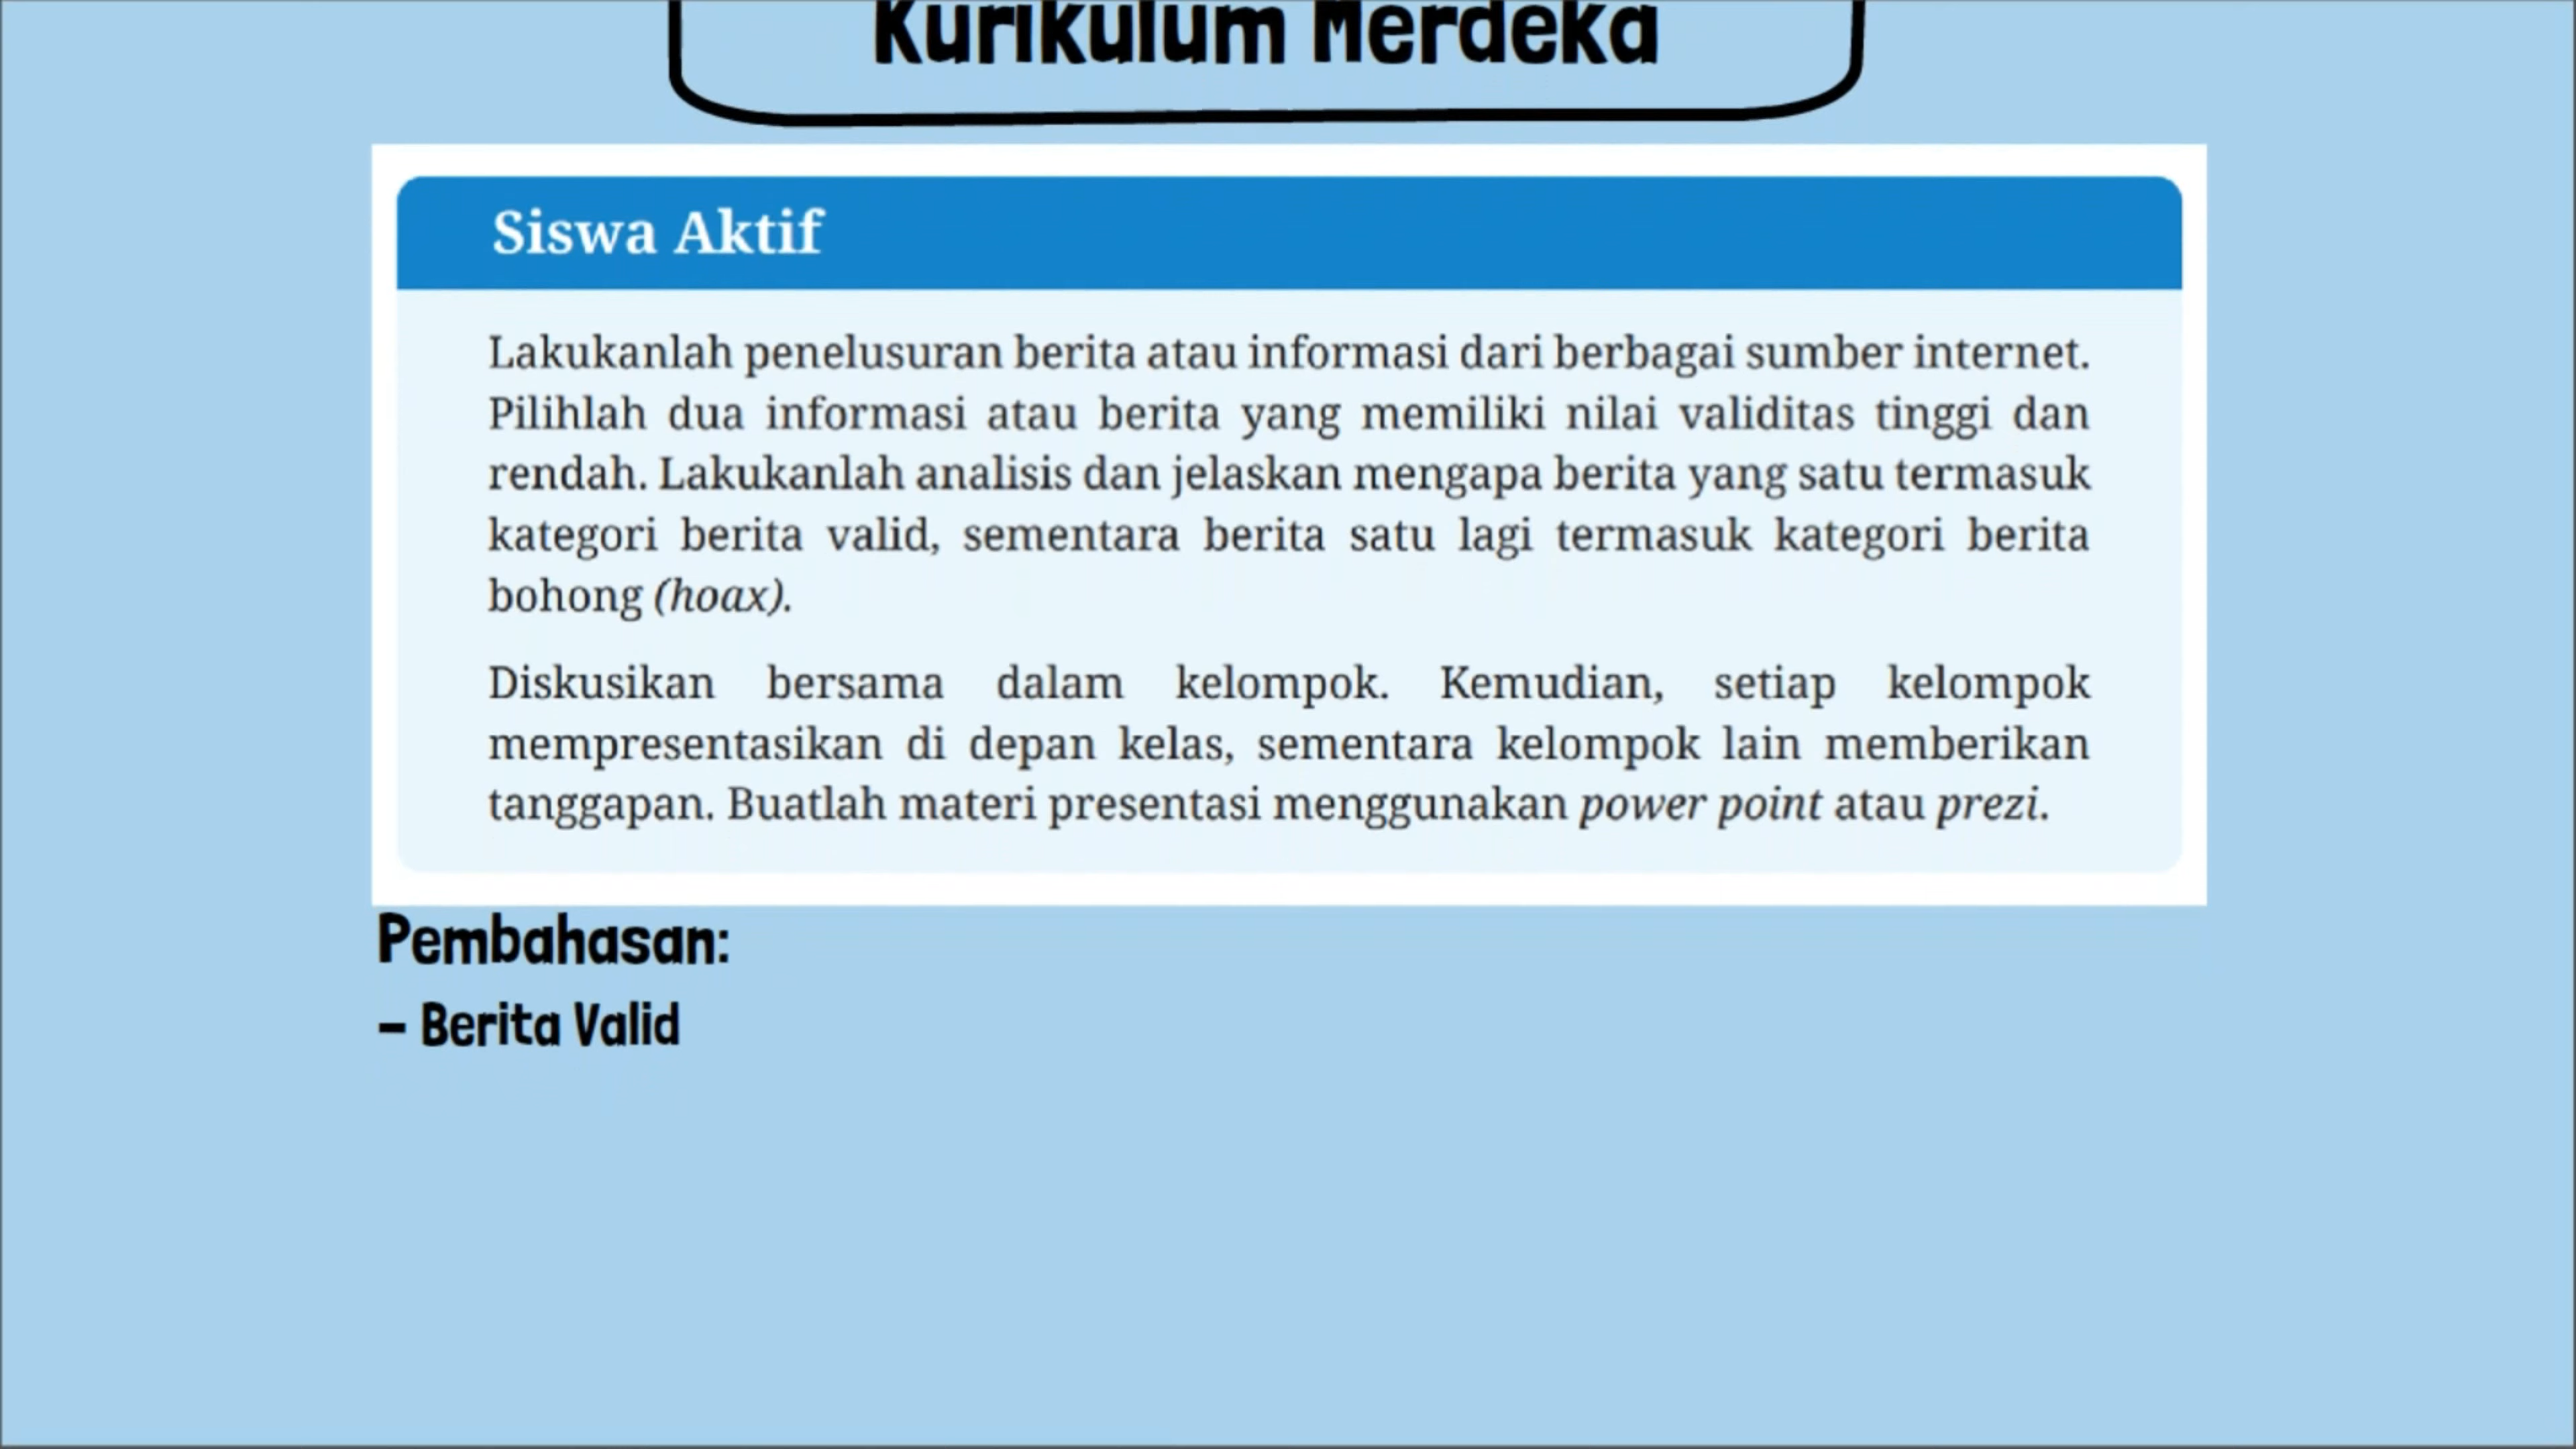 Kurikulum Merdeka
Siswa Aktif
Lakukanlah penelusuran berita atau informasi dari berbagai sumber internet.
Pilihlah dua informasi atau berita yang memiliki nilai validitas tinggi dan
rendah. Lakukanlah analisis dan jelaskan mengapa berita yang satu termasuk
kategori berita valid, sementara berita satu lagi termasuk kategori berita
bohong (hoax).
Diskusikan bersama dalam kelompok. Kemudian, setiap kelompok
mempresentasikan di depan kelas, sementara kelompok lain memberikan
tanggapan. Buatlah materi presentasi menggunakan power point atau prezi.
Pembahasan:
– Berita Valid